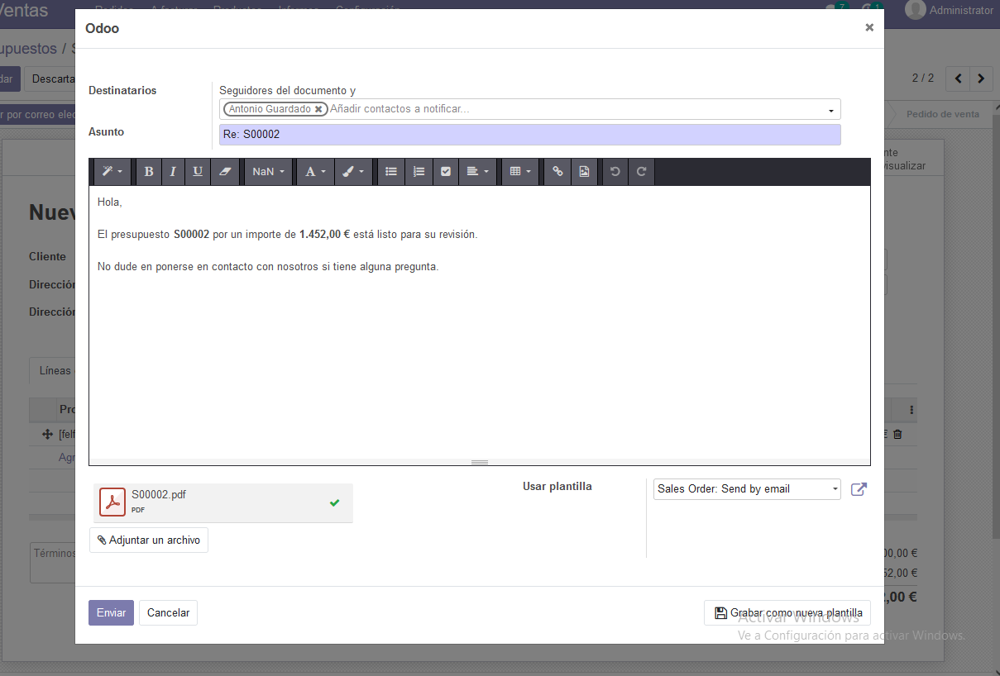 Ventas
Pedidos A facturar Productos Informes Configuración 7 1 Administrator
Odoo
upuestos / S
dar Descarta
2 / 2
Destinatarios
Seguidores del documento y
Antonio Guardado Añadir contactos a notificar...
r por correo elec
Pedido de venta
Asunto
Re: S00002
nte
visualizar
B I U NaN A
Hola,
El presupuesto S00002 por un importe de 1.452,00 € está listo para su revisión.
No dude en ponerse en contacto con nosotros si tiene alguna pregunta.
Nuev
Cliente
Dirección
Dirección
Líneas
Pro
[felf
€
Agr
S00002.pdf
PDF
Usar plantilla
Sales Order: Send by email
Adjuntar un archivo
Términos
00,00 €
52,00 €
,00 €
Enviar Cancelar
Grabar como nueva plantilla
Activar Windows
Ve a Configuración para activar Windows.